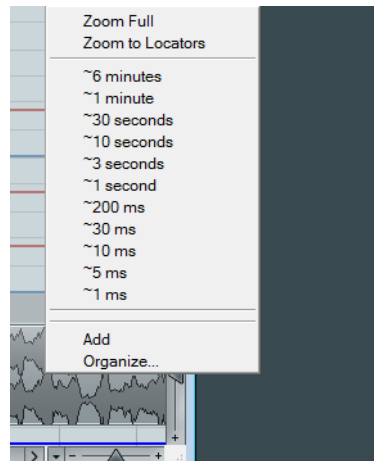 Zoom Full
Zoom to Locators
~6 minutes
~1 minute
~30 seconds
~10 seconds
~3 seconds
~1 second
~200 ms
~30 ms
~10 ms
~5 ms
~1 ms
Add
Organize...